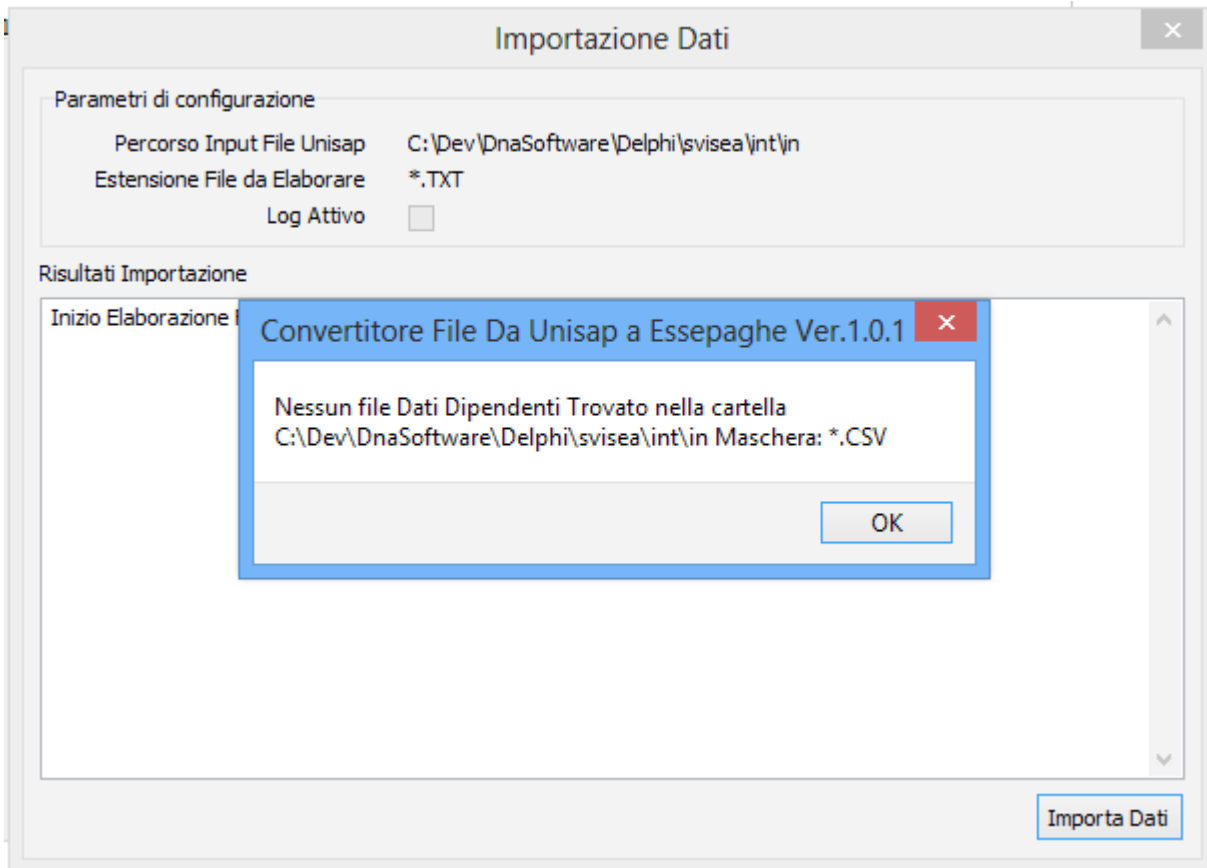 Importazione Dati
Parametri di configurazione
Percorso Input File Unisap C:\Dev\DnaSoftware\Delphi\svisea\int\in
Estensione File da Elaborare *.TXT
Log Attivo
Risultati Importazione
Inizio Elaborazione
Convertitore File Da Unisap a Essepaghe Ver.1.0.1
Nessun file Dati Dipendenti Trovato nella cartella
C:\Dev\DnaSoftware\Delphi\svisea\int\in Maschera: *.CSV
OK
Importa Dati